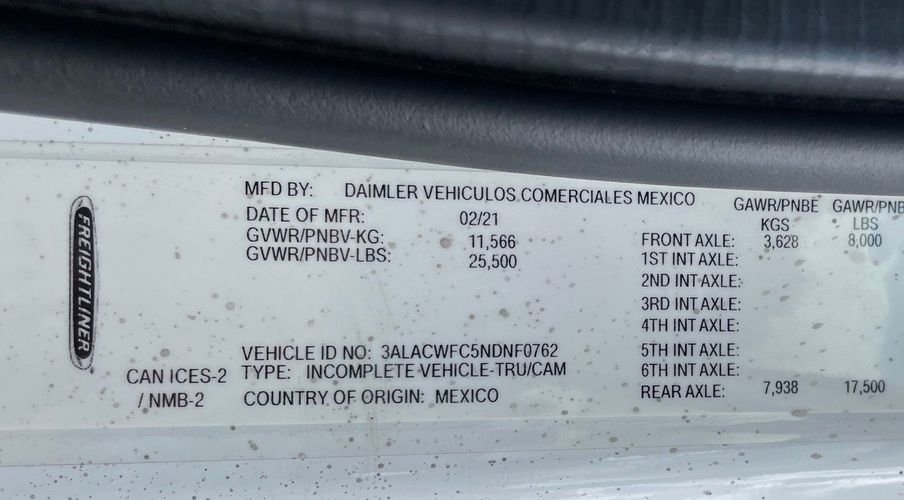 FREIGHTLINER
MFD BY: DAIMLER VEHICULOS COMERCIALES MEXICO
DATE OF MFR: 02/21
GVWR/PNBV-KG: 11,566
GVWR/PNBV-LBS: 25,500
VEHICLE ID NO: 3ALACWFC5NDNF0762
TYPE: INCOMPLETE VEHICLE-TRU/CAM
COUNTRY OF ORIGIN: MEXICO
CAN ICES-2
/ NMB-2
GAWR/PNBE GAWR/PNB
KGS LBS
FRONT AXLE: 3,628 8,000
1ST INT AXLE:
2ND INT AXLE:
3RD INT AXLE:
4TH INT AXLE:
5TH INT AXLE:
6TH INT AXLE:
REAR AXLE: 7,938 17,500